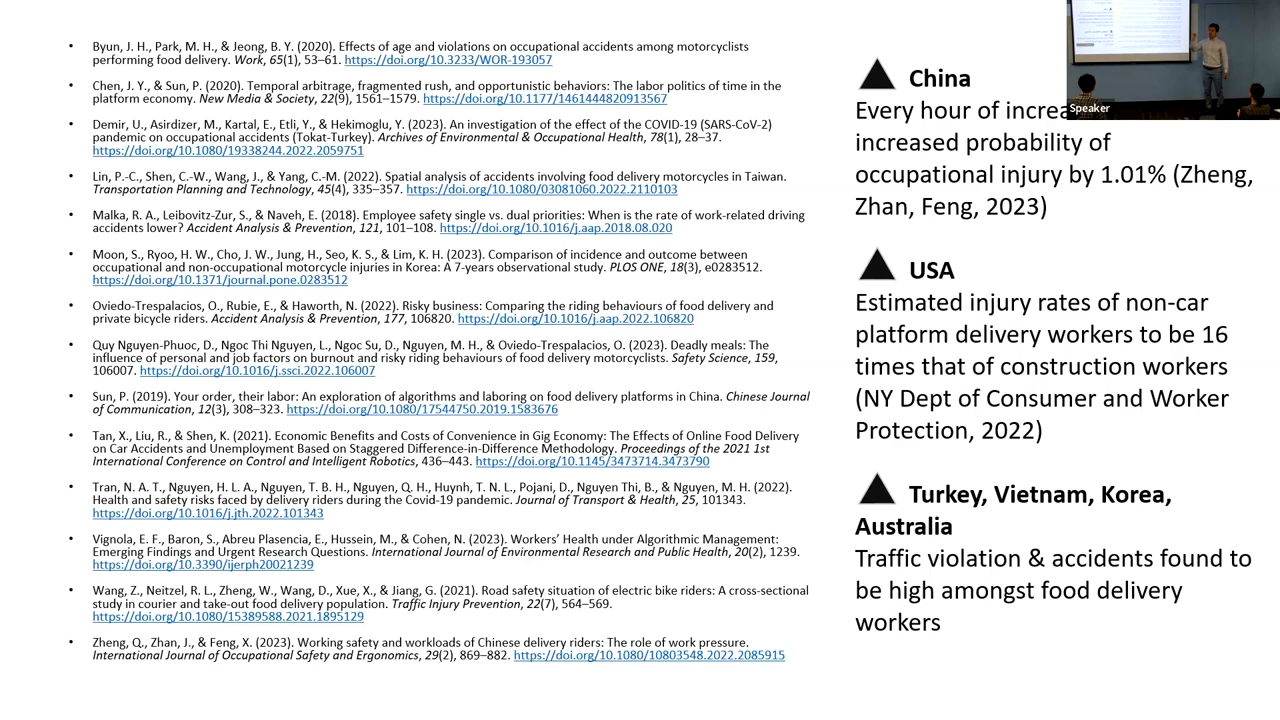 • Byun, J. H., Park, M. H., & Jeong, B. Y. (2020). Effects of age and violations on occupational accidents among motorcyclists
performing food delivery. Work, 65(1), 53–61. https://doi.org/10.3233/WOR-193057
• Chen, J. Y., & Sun, P. (2020). Temporal arbitrage, fragmented rush, and opportunistic behaviors: The labor politics of time in the
platform economy. New Media & Society, 22(9), 1561–1579. https://doi.org/10.1177/1461444820913567
• Demir, U., Asirdizer, M., Kartal, E., Etli, Y., & Hekimoglu, Y. (2023). An investigation of the effect of the COVID-19 (SARS-CoV-2)
pandemic on occupational accidents (Tokat-Turkey). Archives of Environmental & Occupational Health, 78(1), 28–37.
https://doi.org/10.1080/19338244.2022.2059751
• Lin, P.-C., Shen, C.-W., Wang, J., & Yang, C.-M. (2022). Spatial analysis of accidents involving food delivery motorcycles in Taiwan.
Transportation Planning and Technology, 45(4), 335–357. https://doi.org/10.1080/03081060.2022.2110103
• Malka, R. A., Leibovitz-Zur, S., & Naveh, E. (2018). Employee safety single vs. dual priorities: When is the rate of work-related driving
accidents lower? Accident Analysis & Prevention, 121, 101–108. https://doi.org/10.1016/j.aap.2018.08.020
• Moon, S., Ryoo, H. W., Cho, J. W., Jung, H., Seo, K. S., & Lim, K. H. (2023). Comparison of incidence and outcome between
occupational and non-occupational motorcycle injuries in Korea: A 7-years observational study. PLOS ONE, 18(3), e0283512.
https://doi.org/10.1371/journal.pone.0283512
• Oviedo-Trespalacios, O., Rubie, E., & Haworth, N. (2022). Risky business: Comparing the riding behaviours of food delivery and
private bicycle riders. Accident Analysis & Prevention, 177, 106820. https://doi.org/10.1016/j.aap.2022.106820
• Quy Nguyen-Phuoc, D., Ngoc Thi Nguyen, L., Ngoc Su, D., Nguyen, M. H., & Oviedo-Trespalacios, O. (2023). Deadly meals: The
influence of personal and job factors on burnout and risky riding behaviours of food delivery motorcyclists. Safety Science, 159,
106007. https://doi.org/10.1016/j.ssci.2022.106007
• Sun, P. (2019). Your order, their labor: An exploration of algorithms and laboring on food delivery platforms in China. Chinese Journal
of Communication, 12(3), 308–323. https://doi.org/10.1080/17544750.2019.1583676
• Tan, X., Liu, R., & Shen, K. (2021). Economic Benefits and Costs of Convenience in Gig Economy: The Effects of Online Food Delivery
on Car Accidents and Unemployment Based on Staggered Difference-in-Difference Methodology. Proceedings of the 2021 1st
International Conference on Control and Intelligent Robotics, 436–443. https://doi.org/10.1145/3473714.3473790
• Tran, N. A. T., Nguyen, H. L. A., Nguyen, T. B. H., Nguyen, Q. H., Huynh, T. N. L., Pojani, D., Nguyen Thi, B., & Nguyen, M. H. (2022).
Health and safety risks faced by delivery riders during the Covid-19 pandemic. Journal of Transport & Health, 25, 101343.
https://doi.org/10.1016/j.jth.2022.101343
• Vignola, E. F., Baron, S., Abreu Plasencia, E., Hussein, M., & Cohen, N. (2023). Workers’ Health under Algorithmic Management:
Emerging Findings and Urgent Research Questions. International Journal of Environmental Research and Public Health, 20(2), 1239.
https://doi.org/10.3390/ijerph20021239
• Wang, Z., Neitzel, R. L., Zheng, W., Wang, D., Xue, X., & Jiang, G. (2021). Road safety situation of electric bike riders: A cross-sectional
study in courier and take-out food delivery population. Traffic Injury Prevention, 22(7), 564–569.
https://doi.org/10.1080/15389588.2021.1895129
• Zheng, Q., Zhan, J., & Feng, X. (2023). Working safety and workloads of Chinese delivery riders: The role of work pressure.
International Journal of Occupational Safety and Ergonomics, 29(2), 869–882. https://doi.org/10.1080/10803548.2022.2085915
China
Every hour of increa
increased probability of
occupational injury by 1.01% (Zheng,
Zhan, Feng, 2023)
USA
Estimated injury rates of non-car
platform delivery workers to be 16
times that of construction workers
(NY Dept of Consumer and Worker
Protection, 2022)
Turkey, Vietnam, Korea,
Australia
Traffic violation & accidents found to
be high amongst food delivery
workers
Speaker